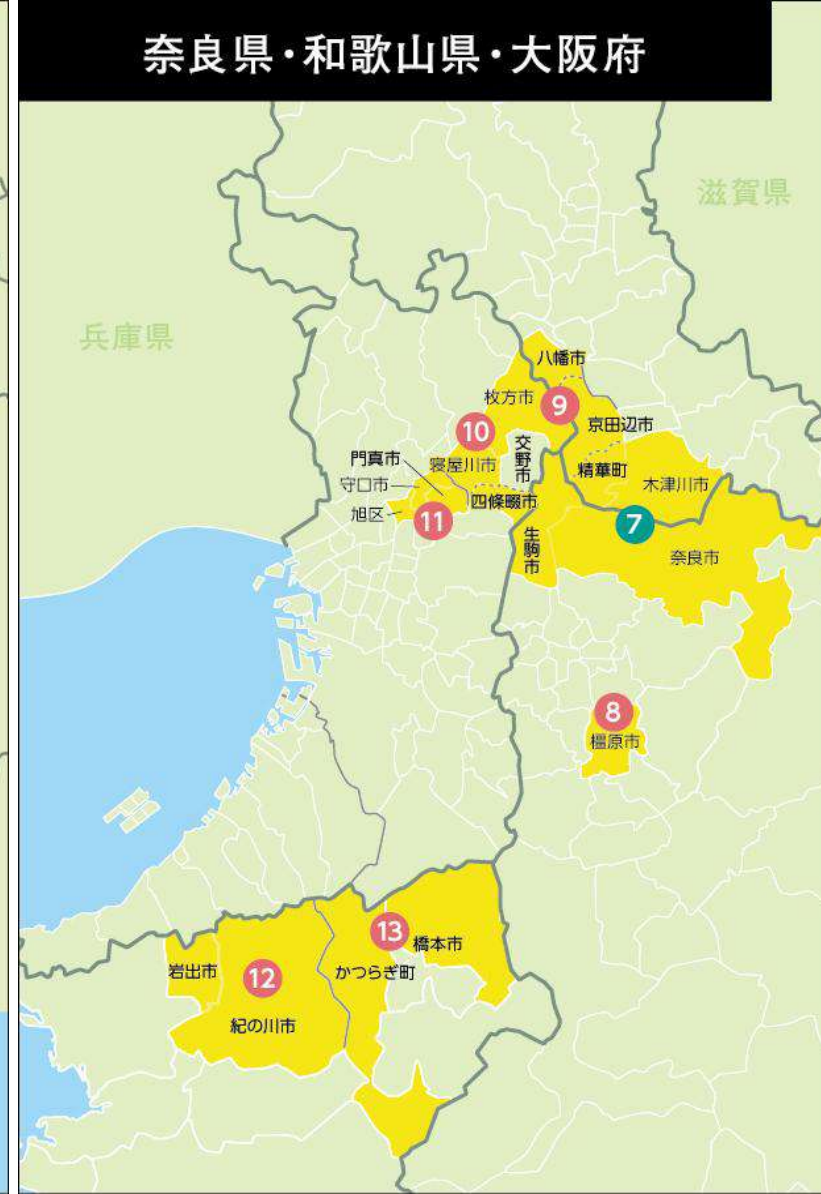 奈良県・和歌山県・大阪府
滋賀県
兵庫県
八幡市
枚方市
9
京田辺市
10
交野市
門真市
寝屋川市
精華町
木津川市
守口市
四條畷市
旭区
11
生駒市
7
奈良市
8
橿原市
13
橋本市
岩出市
12
かつらぎ町
紀の川市